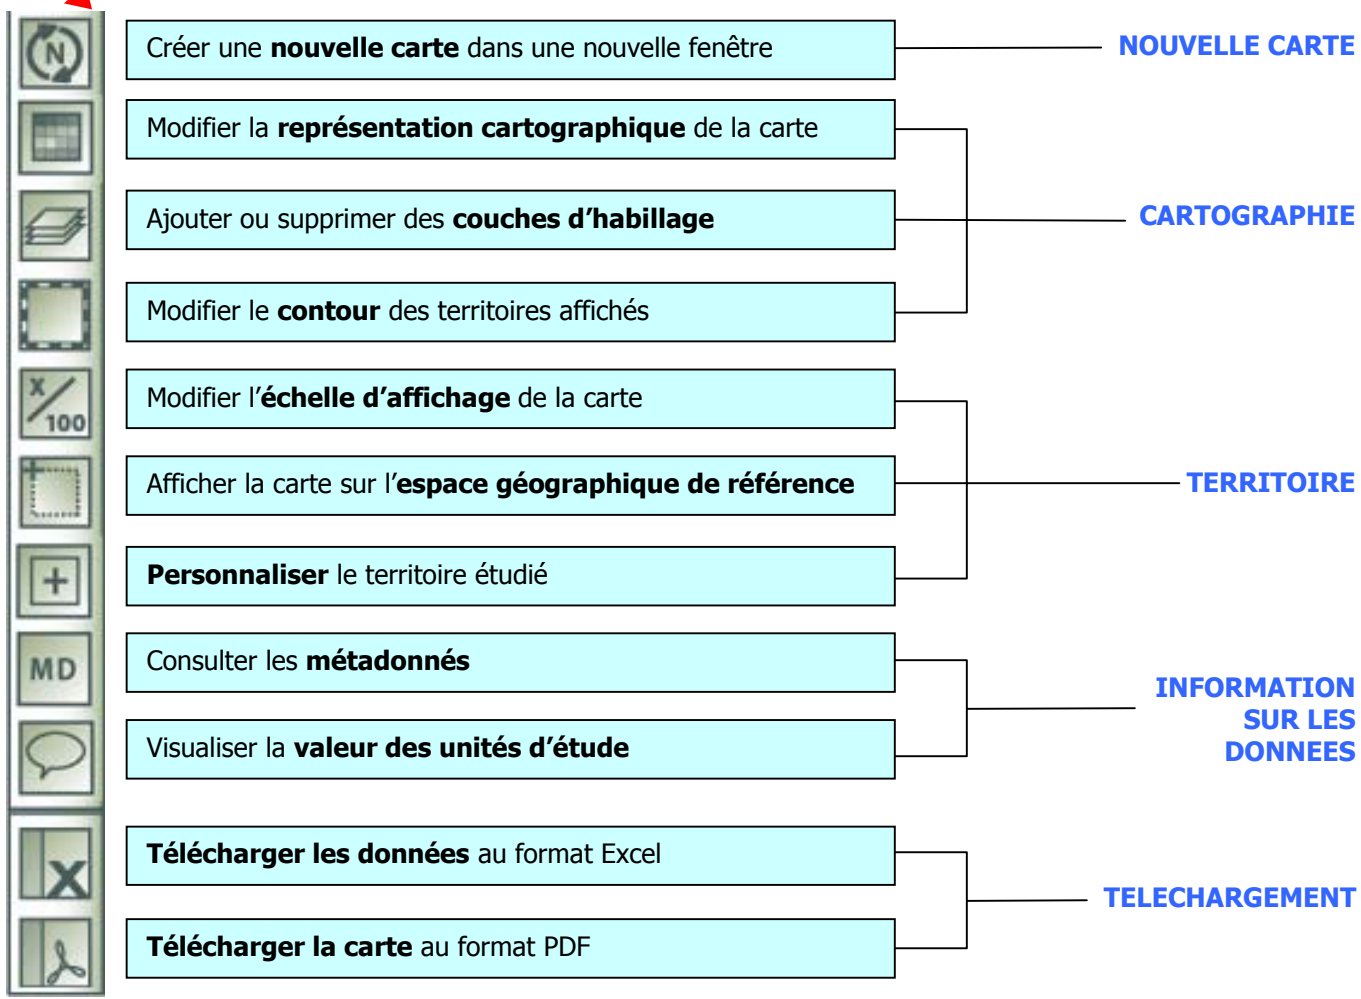 N
Créer une nouvelle carte dans une nouvelle fenêtre
NOUVELLE CARTE
Modifier la représentation cartographique de la carte
Ajouter ou supprimer des couches d’habillage
CARTOGRAPHIE
Modifier le contour des territoires affichés
X/100
Modifier l’échelle d’affichage de la carte
Afficher la carte sur l’espace géographique de référence
TERRITOIRE
Personnaliser le territoire étudié
MD
Consulter les métadonnés
INFORMATION
SUR LES
DONNEES
Visualiser la valeur des unités d’étude
X
Télécharger les données au format Excel
TELECHARGEMENT
Télécharger la carte au format PDF